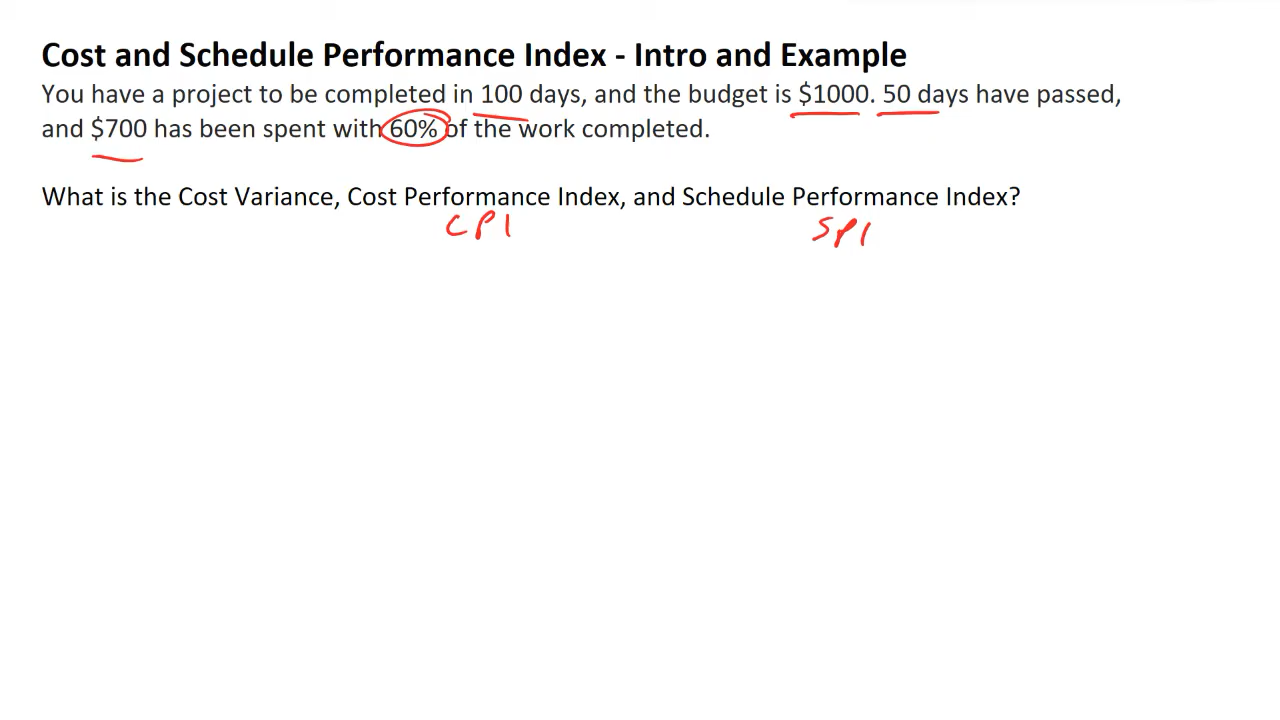 Cost and Schedule Performance Index - Intro and Example
You have a project to be completed in 100 days, and the budget is $1000. 50 days have passed,
and $700 has been spent with 60% of the work completed.
What is the Cost Variance, Cost Performance Index, and Schedule Performance Index?
CPI SPI